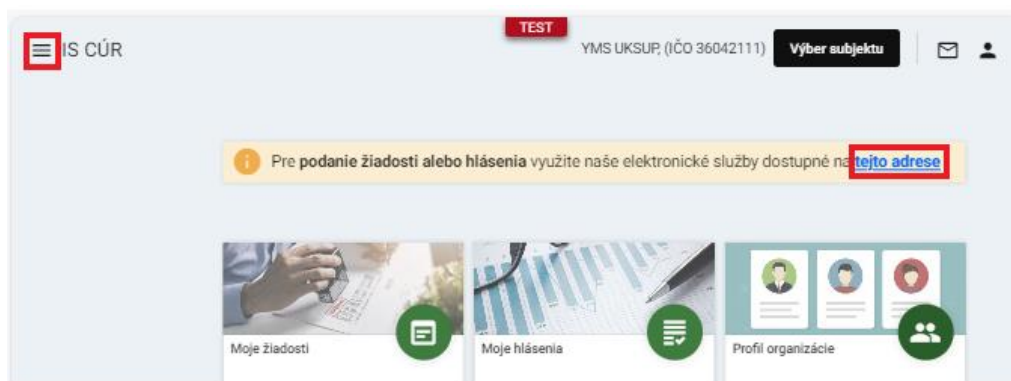 TEST
IS CÚR
YMS UKSUP, (IČO 36042111) Výber subjektu
Pre podanie žiadosti alebo hlásenia využite naše elektronické služby dostupné na tejto adrese
Moje žiadosti
Moje hlásenia
Profil organizácie